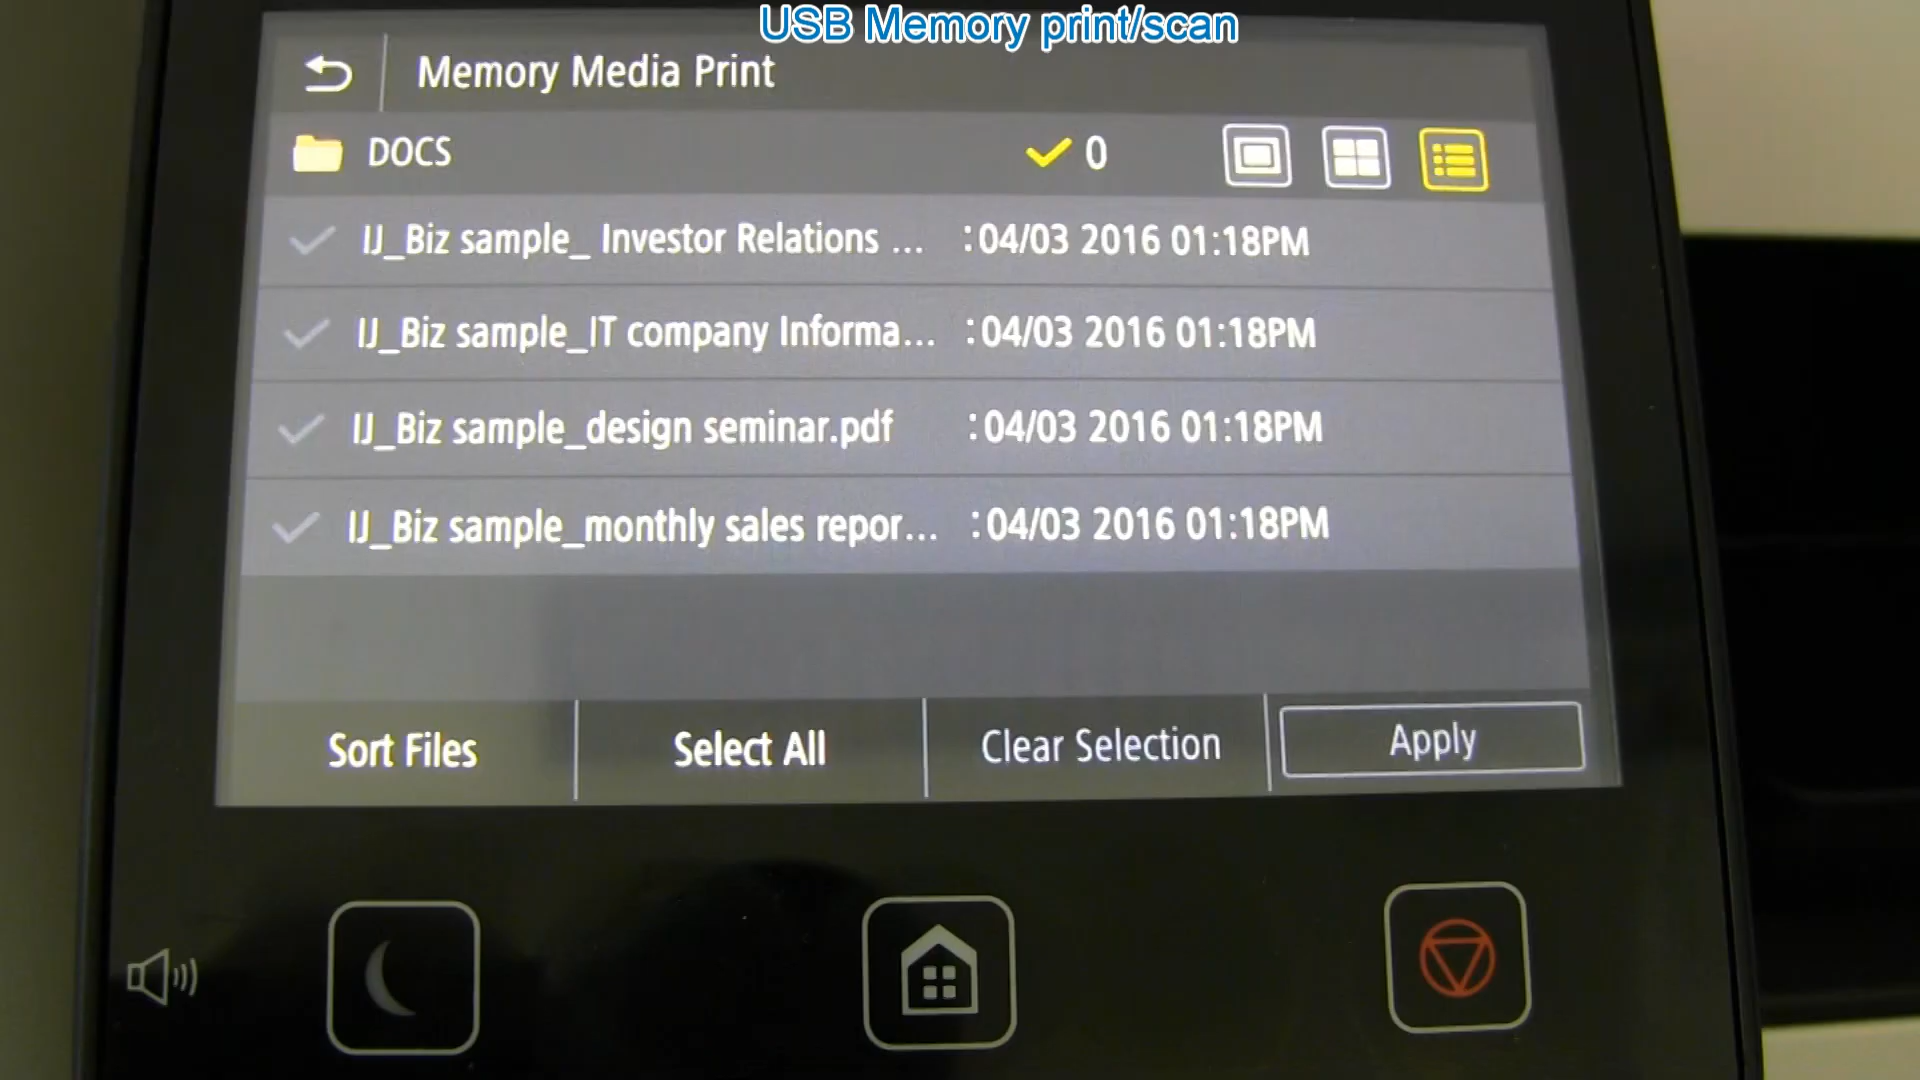 USB Memory print/scan
Memory Media Print
DOCS
0
IJ_Biz sample_ Investor Relations ... :04/03 2016 01:18PM
IJ_Biz sample_IT company Informa... :04/03 2016 01:18PM
IJ_Biz sample_design seminar.pdf :04/03 2016 01:18PM
IJ_Biz sample_monthly sales repor... :04/03 2016 01:18PM
Sort Files
Select All
Clear Selection
Apply